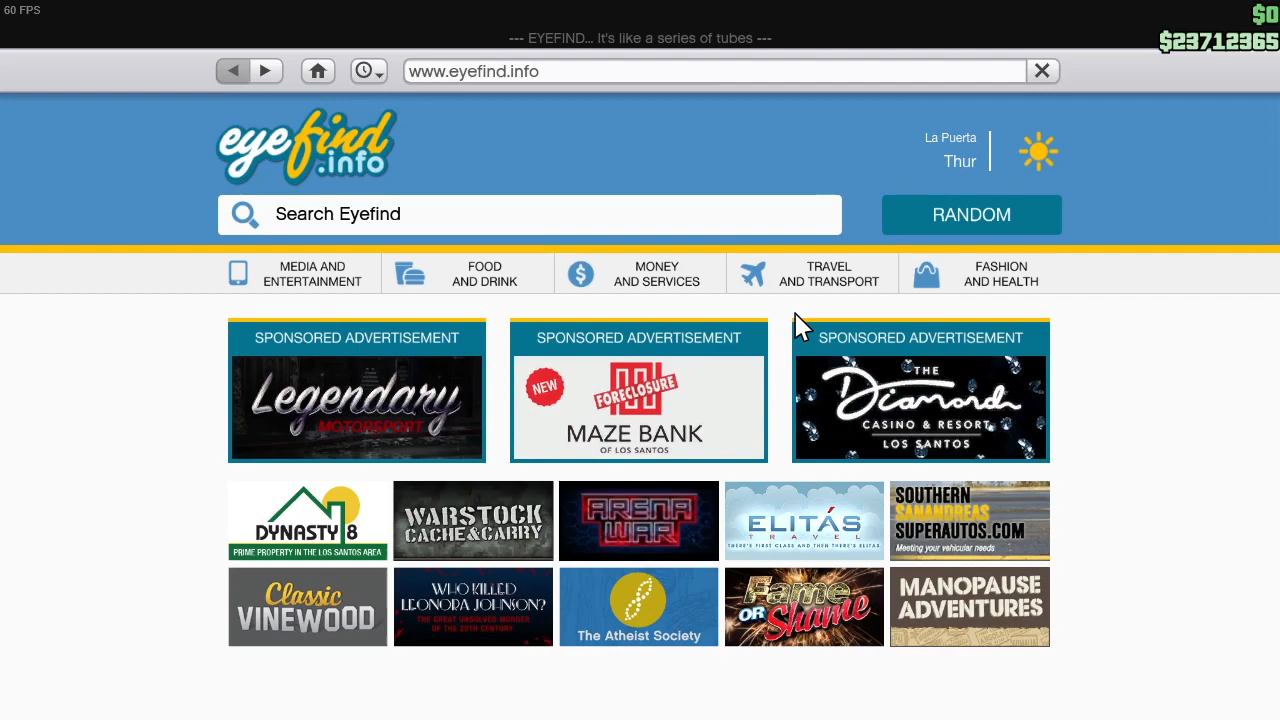 60 FPS
$0
--- EYEFIND... It's like a series of tubes ---
$23712365
www.eyefind.info
eyefind
.info
La Puerta
Thur
Search Eyefind
RANDOM
MEDIA AND
ENTERTAINMENT
FOOD
AND DRINK
MONEY
AND SERVICES
TRAVEL
AND TRANSPORT
FASHION
AND HEALTH
SPONSORED ADVERTISEMENT
Legendary
MOTORSPORT
SPONSORED ADVERTISEMENT
NEW
FORECLOSURE
MAZE BANK
OF LOS SANTOS
SPONSORED ADVERTISEMENT
THE
Diamond
CASINO & RESORT
LOS SANTOS
DYNASTY 8
PRIME PROPERTY IN THE LOS SANTOS AREA
WARSTOCK
CACHE&CARRY
ARENA
WAR
ELITÁS
TRAVEL
THERE'S FIRST CLASS AND THEN THERE'S ELITAS
SOUTHERN
SANANDREAS
SUPERAUTOS.COM
Meeting your vehicular needs
Classic
VINEWOOD
WHO KILLED
LEONORA JOHNSON?
THE GREAT UNSOLVED MURDER
OF THE 20TH CENTURY
The Atheist Society
Fame
OR Shame
MANOPAUSE
ADVENTURES